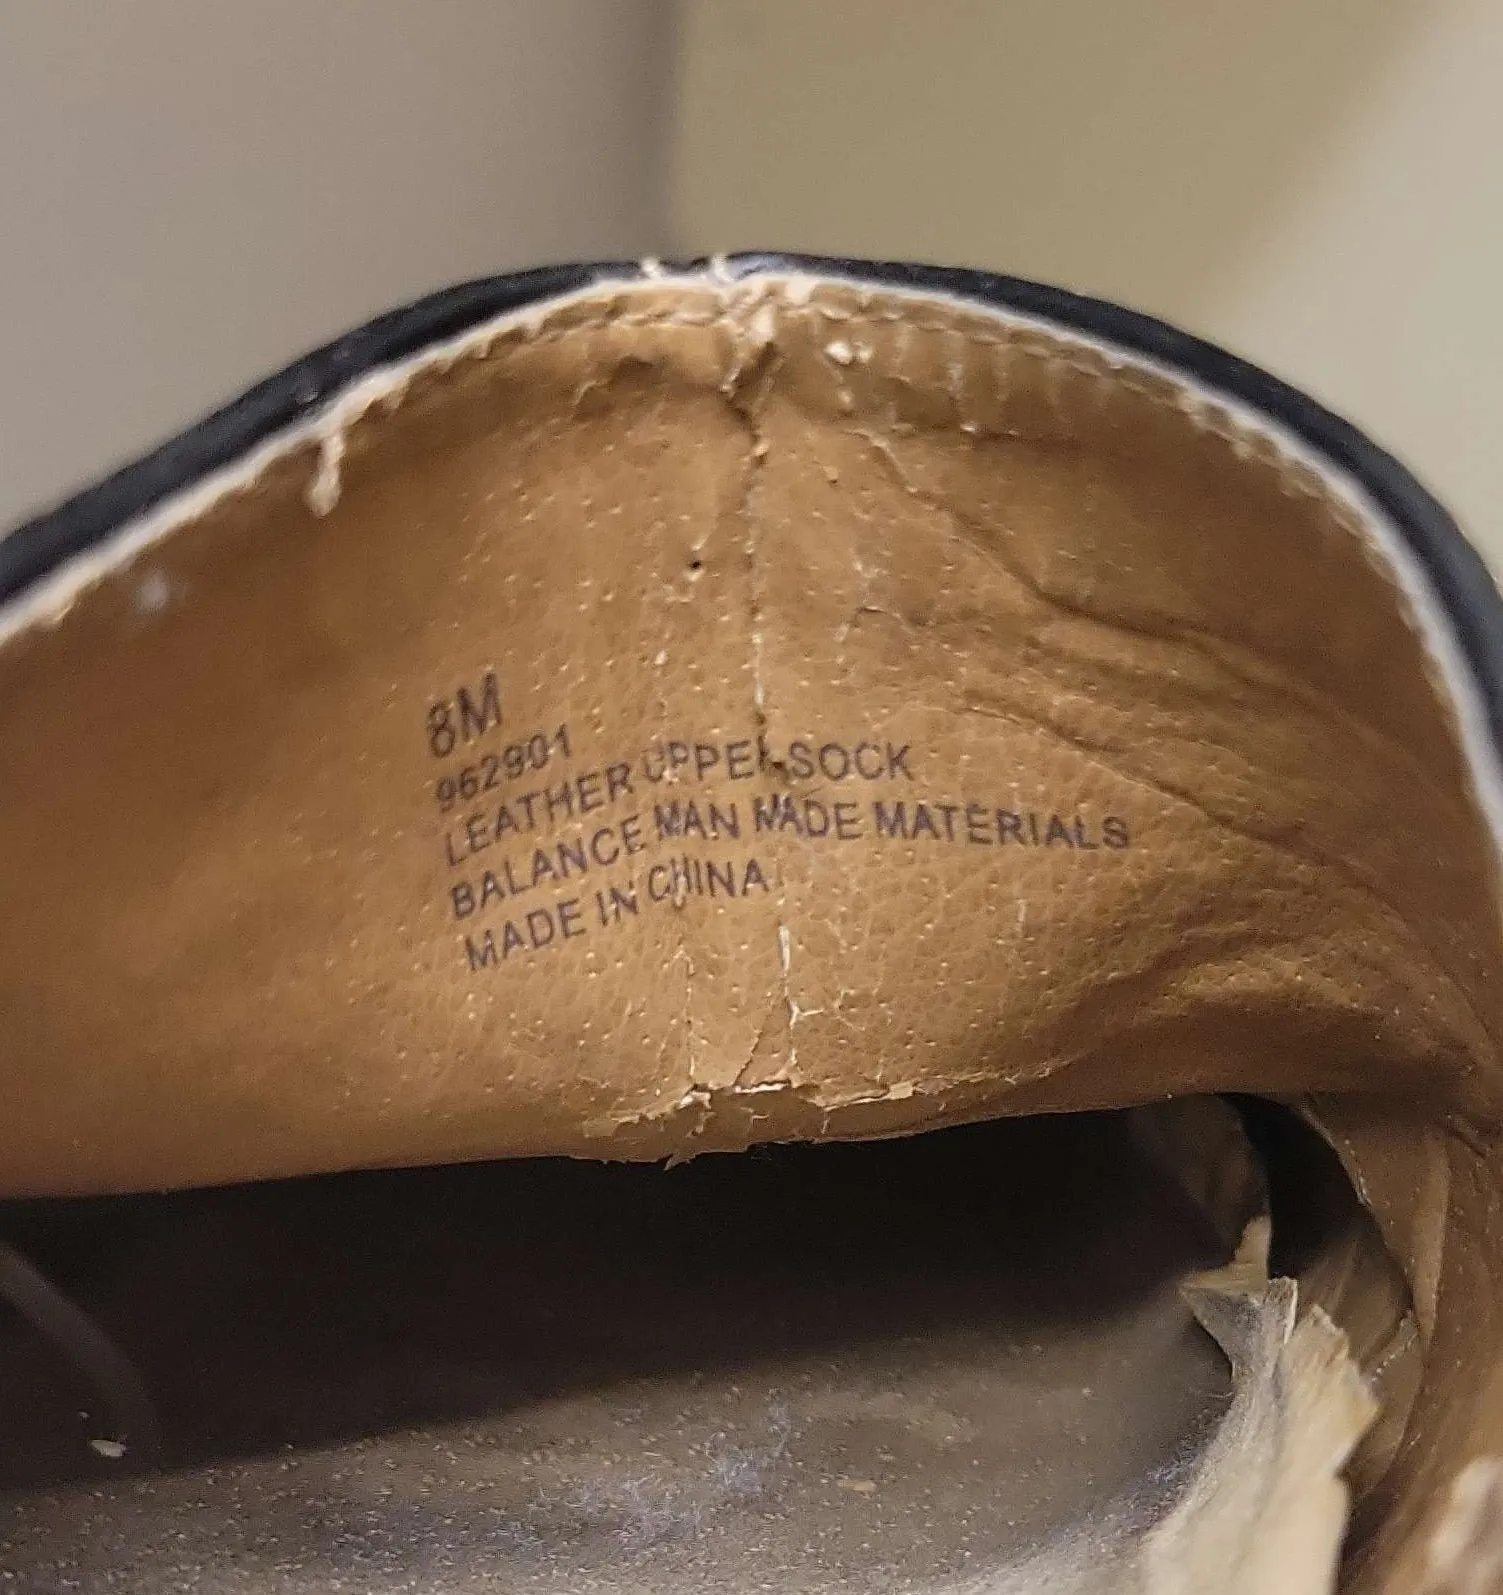 8M
962901
LEATHER UPPER SOCK
BALANCE MAN MADE MATERIALS
MADE IN CHINA